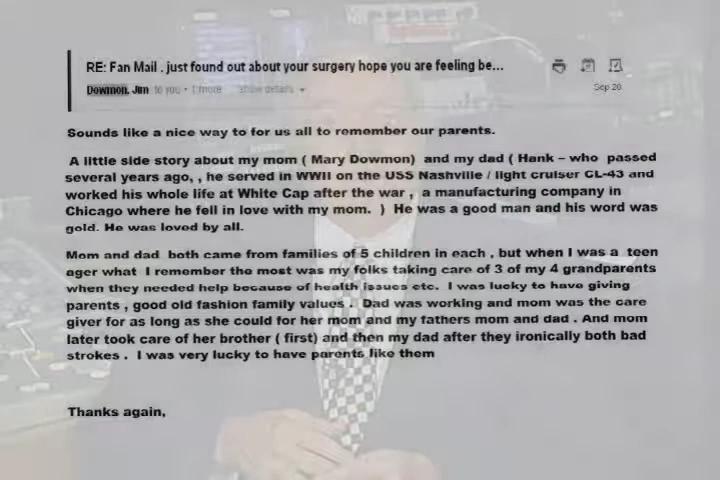 RE: Fan Mail . just found out about your surgery hope you are feeling be...
Dowmon, Jim to you • 1 more show details
Sep 20
Sounds like a nice way to for us all to remember our parents.
A little side story about my mom ( Mary Dowmon) and my dad ( Hank – who passed
several years ago, , he served in WWII on the USS Nashville / light cruiser CL-43 and
worked his whole life at White Cap after the war , a manufacturing company in
Chicago where he fell in love with my mom. ) He was a good man and his word was
gold. He was loved by all.
Mom and dad both came from families of 5 children in each , but when I was a teen
ager what I remember the most was my folks taking care of 3 of my 4 grandparents
when they needed help because of health issues etc. I was lucky to have giving
parents , good old fashion family values . Dad was working and mom was the care
giver for as long as she could for her mom and my fathers mom and dad . And mom
later took care of her brother ( first) and then my dad after they ironically both bad
strokes . I was very lucky to have parents like them
Thanks again,